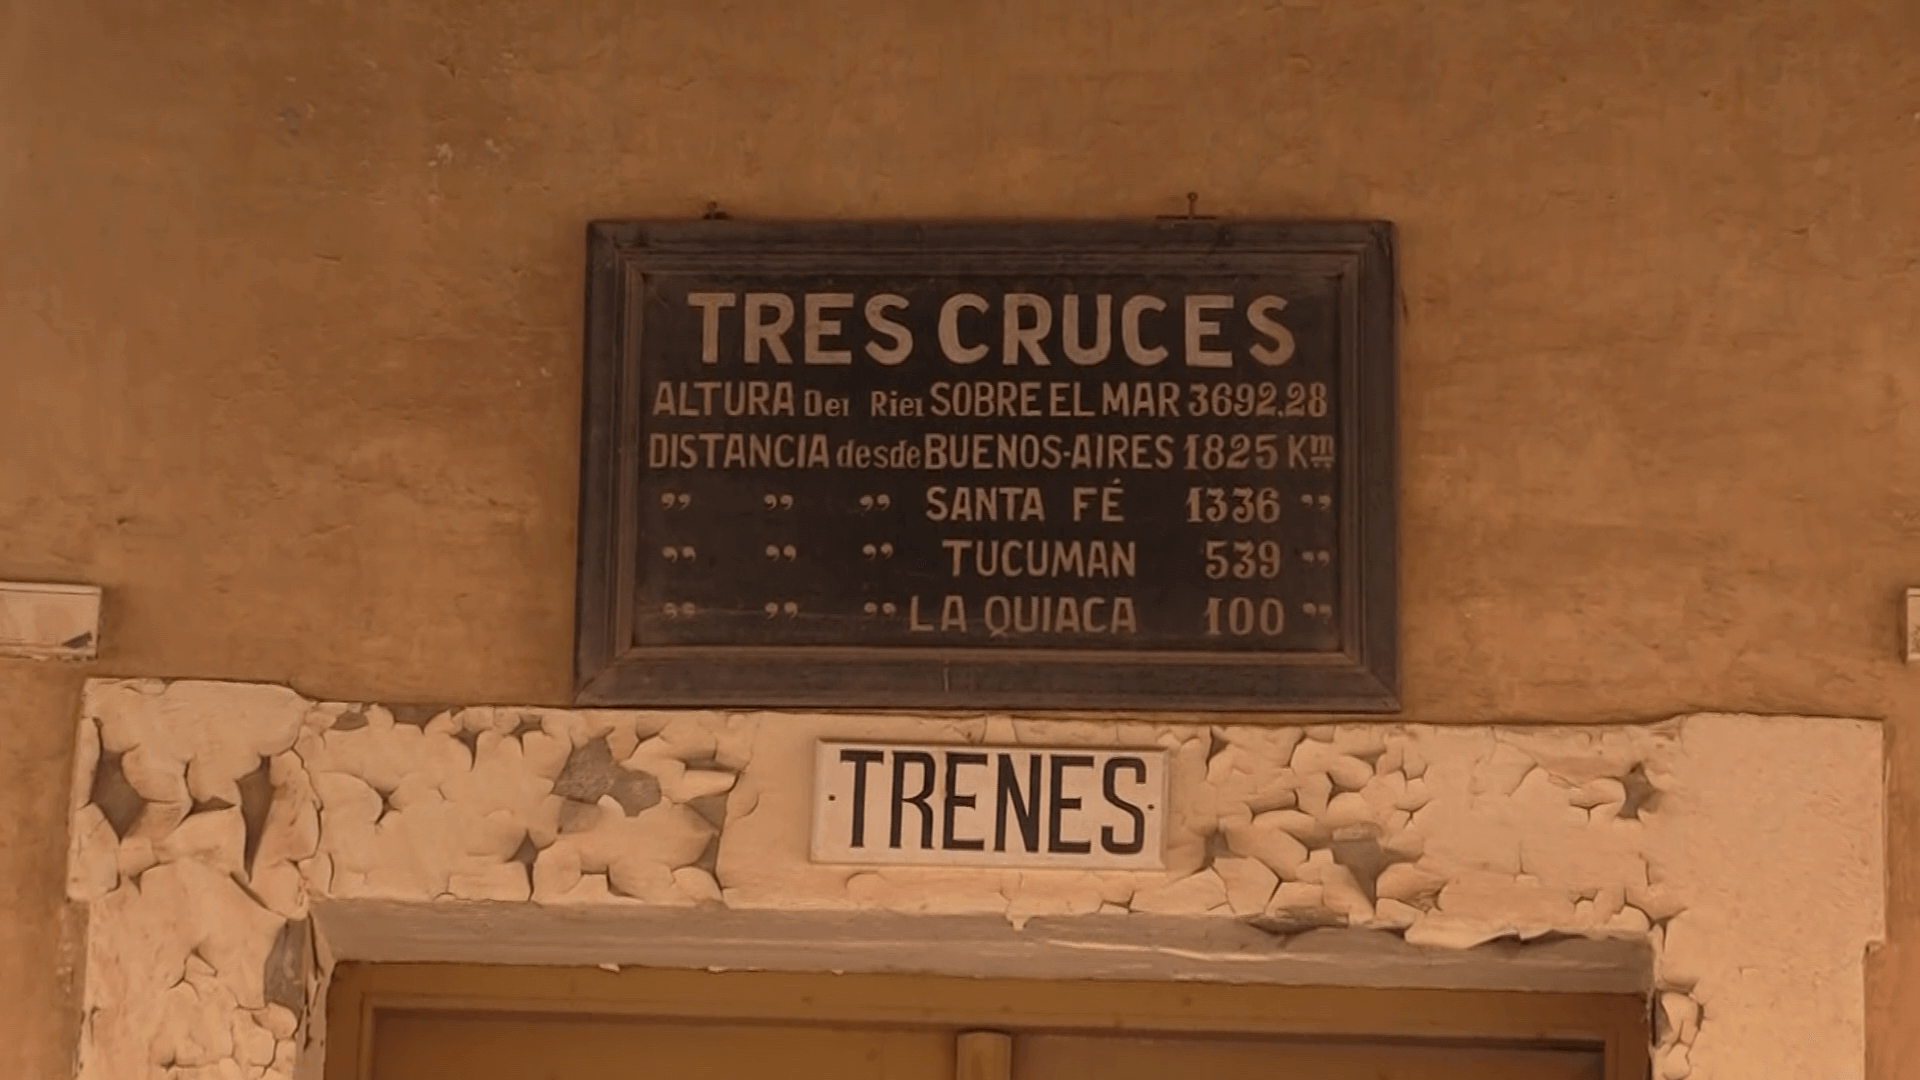 TRES CRUCES
ALTURA Del Riel SOBRE EL MAR 3692,28
DISTANCIA desde BUENOS-AIRES 1825 Km
" " " SANTA FÉ 1336 "
" " " TUCUMAN 539 "
" " " LA QUIACA 100 "
TRENES